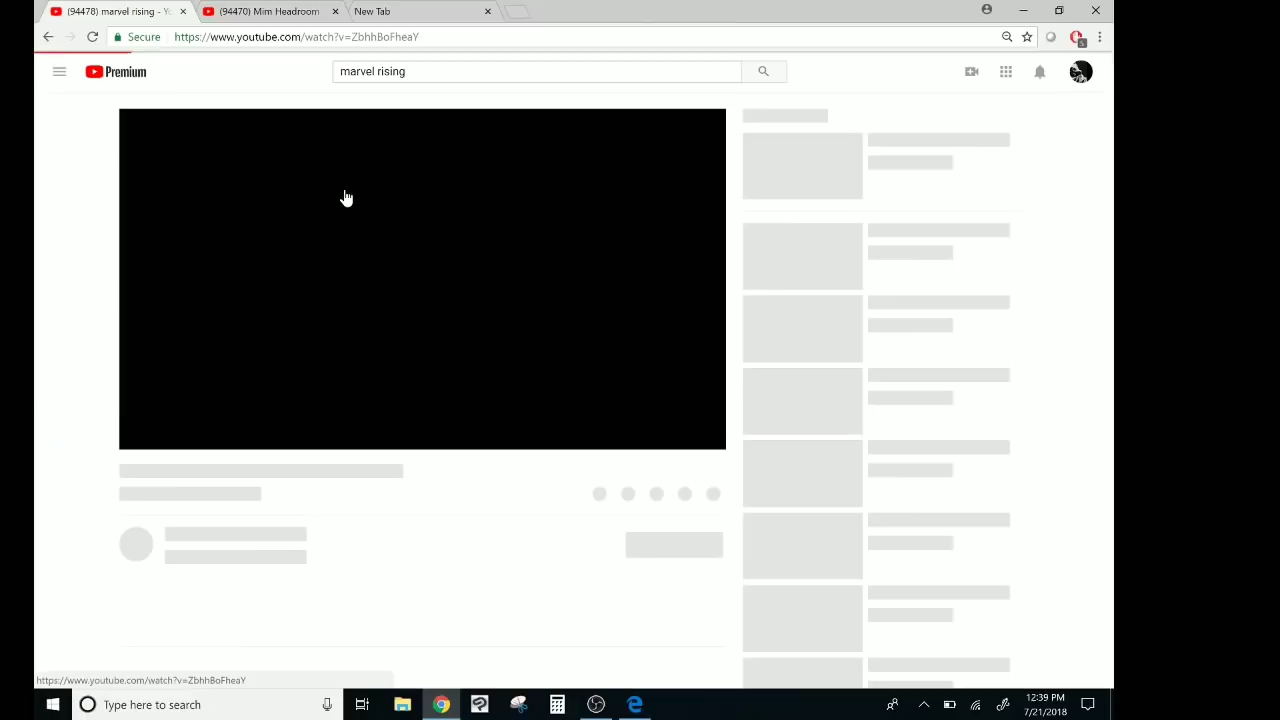 (94478) marvel rising - Yo
(94470) Mim Headroom
New Tab
Secure
https://www.youtube.com/watch?v=ZbhhBoFheaY
Premium
marvel rising
https://www.youtube.com/watch?v=ZbhhBoFheaY
Type here to search
12:39 PM
7/21/2018